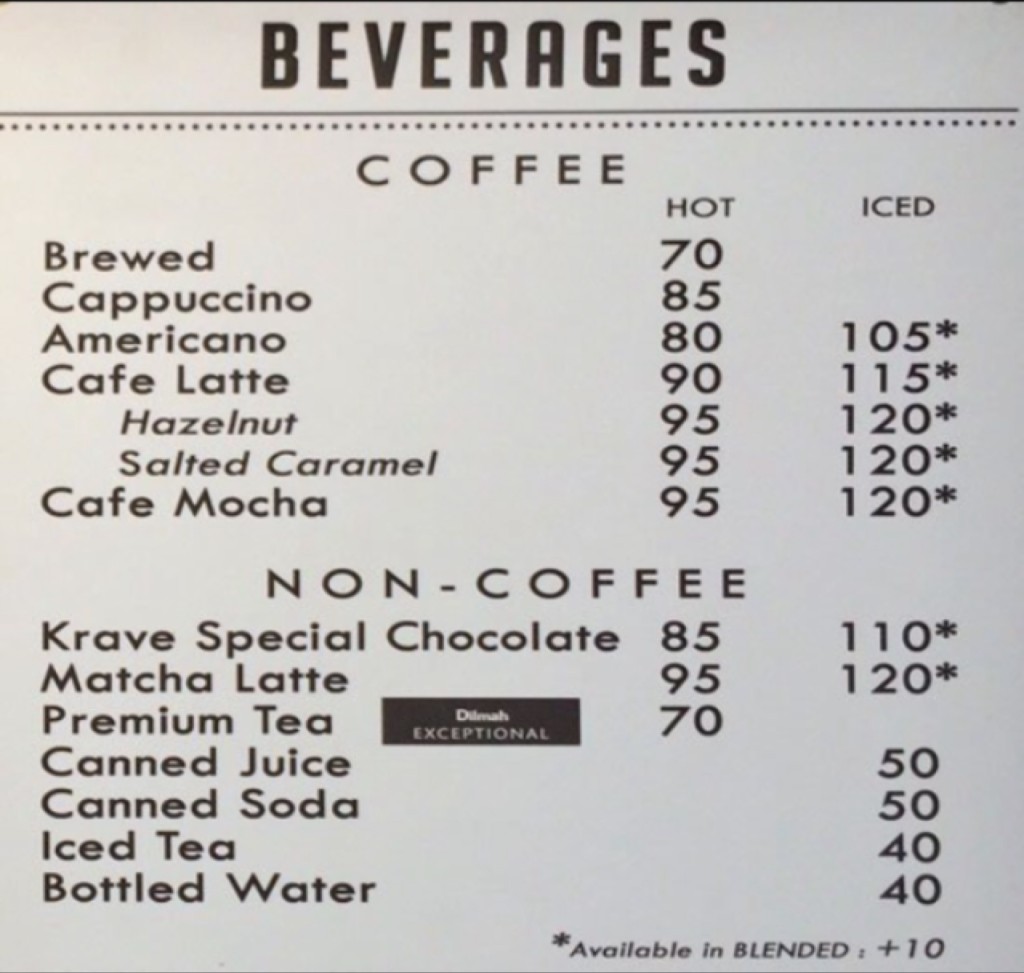 BEVERAGES
COFFEE
HOT ICED
Brewed 70
Cappuccino 85
Americano 80 105*
Cafe Latte 90 115*
Hazelnut 95 120*
Salted Caramel 95 120*
Cafe Mocha 95 120*
NON-COFFEE
Krave Special Chocolate 85 110*
Matcha Latte 95 120*
Premium Tea Dilmah EXCEPTIONAL 70
Canned Juice 50
Canned Soda 50
Iced Tea 40
Bottled Water 40
*Available in BLENDED : +10